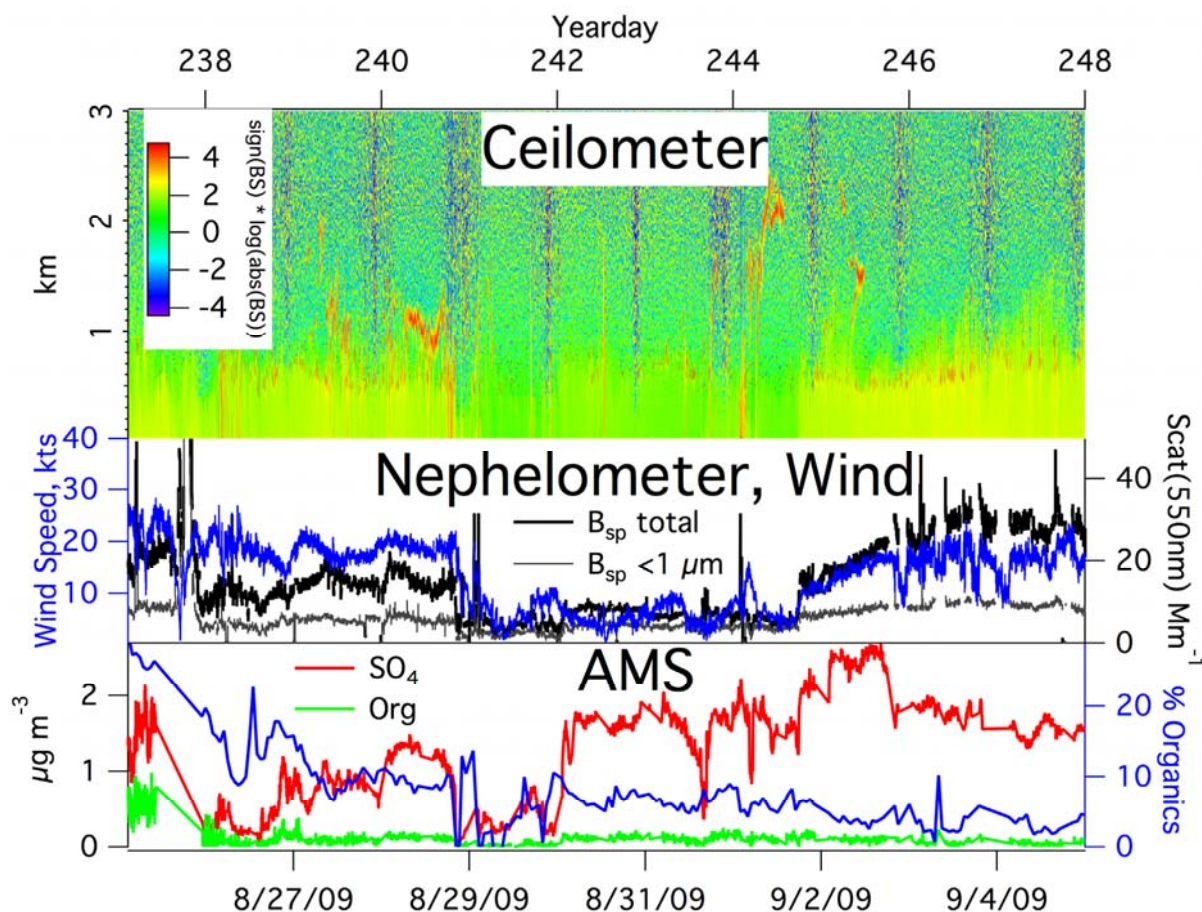 Yearday
238 240 242 244 246 248
Ceilometer
3
2
1
km
4
2
0
-2
-4
sign(BS) * log(abs(BS))
Nephelometer, Wind
40
30
20
10
Wind Speed, kts
B_sp total
B_sp <1 μm
40
20
0
Scat(550nm) Mm⁻¹
AMS
SO₄
Org
2
1
0
μg m⁻³
20
10
0
% Organics
8/27/09 8/29/09 8/31/09 9/2/09 9/4/09